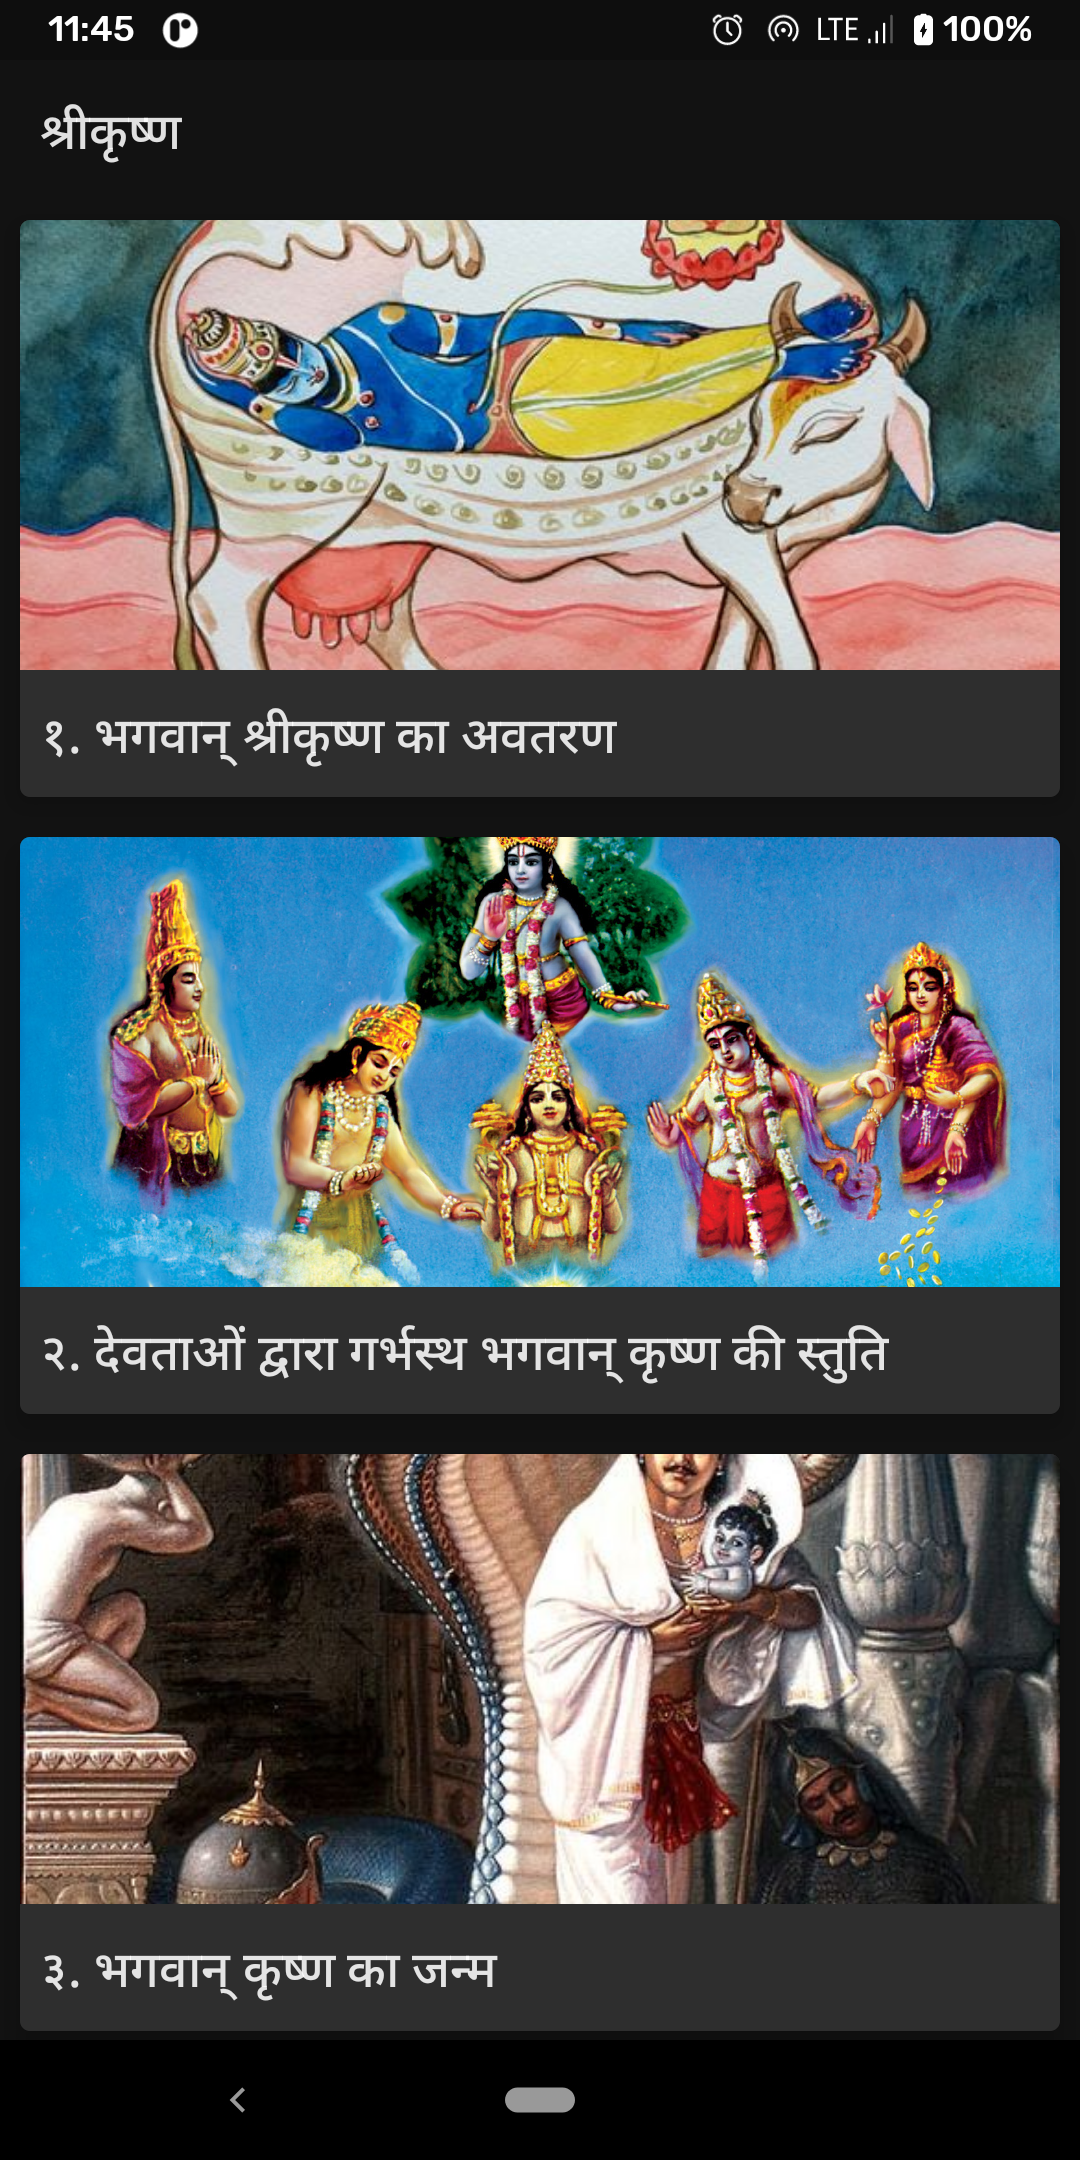 11:45 LTE 100%
श्रीकृष्ण
१. भगवान् श्रीकृष्ण का अवतरण
२. देवताओं द्वारा गर्भस्थ भगवान् कृष्ण की स्तुति
३. भगवान् कृष्ण का जन्म